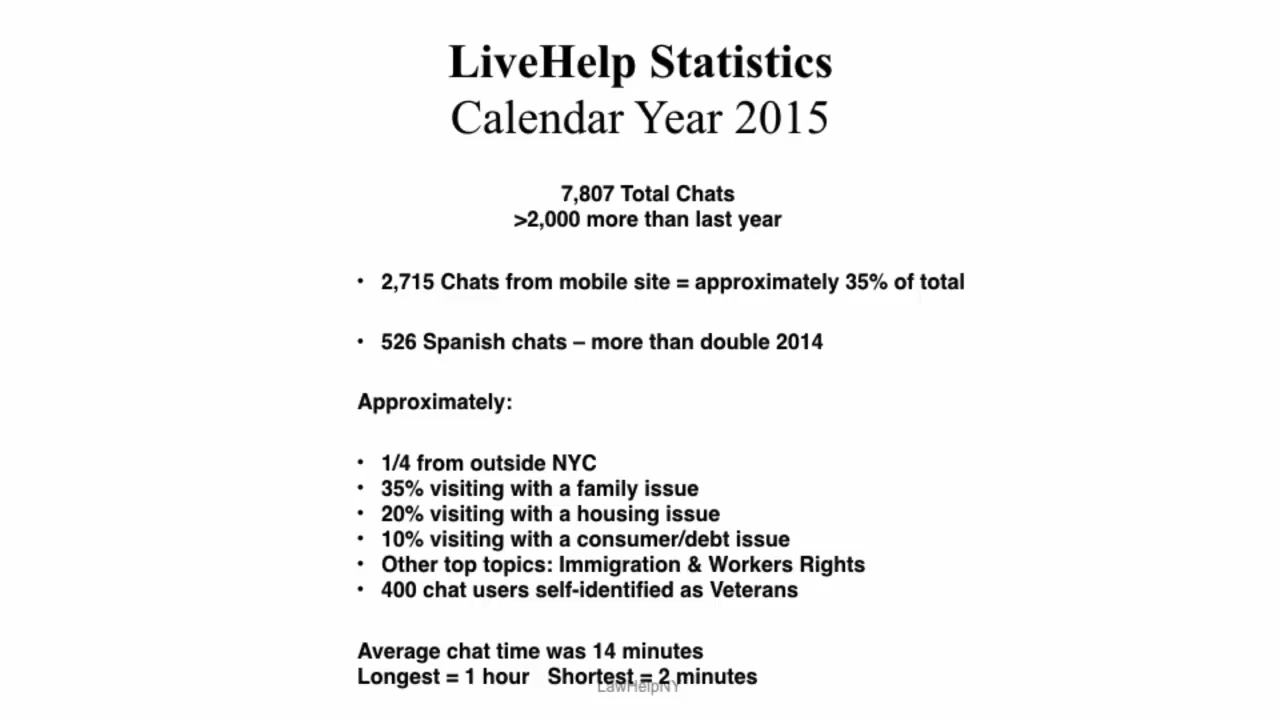 LiveHelp Statistics
Calendar Year 2015
7,807 Total Chats
>2,000 more than last year
• 2,715 Chats from mobile site = approximately 35% of total
• 526 Spanish chats – more than double 2014
Approximately:
• 1/4 from outside NYC
• 35% visiting with a family issue
• 20% visiting with a housing issue
• 10% visiting with a consumer/debt issue
• Other top topics: Immigration & Workers Rights
• 400 chat users self-identified as Veterans
Average chat time was 14 minutes
Longest = 1 hour   Shortest = 2 minutes
LawHelpNY